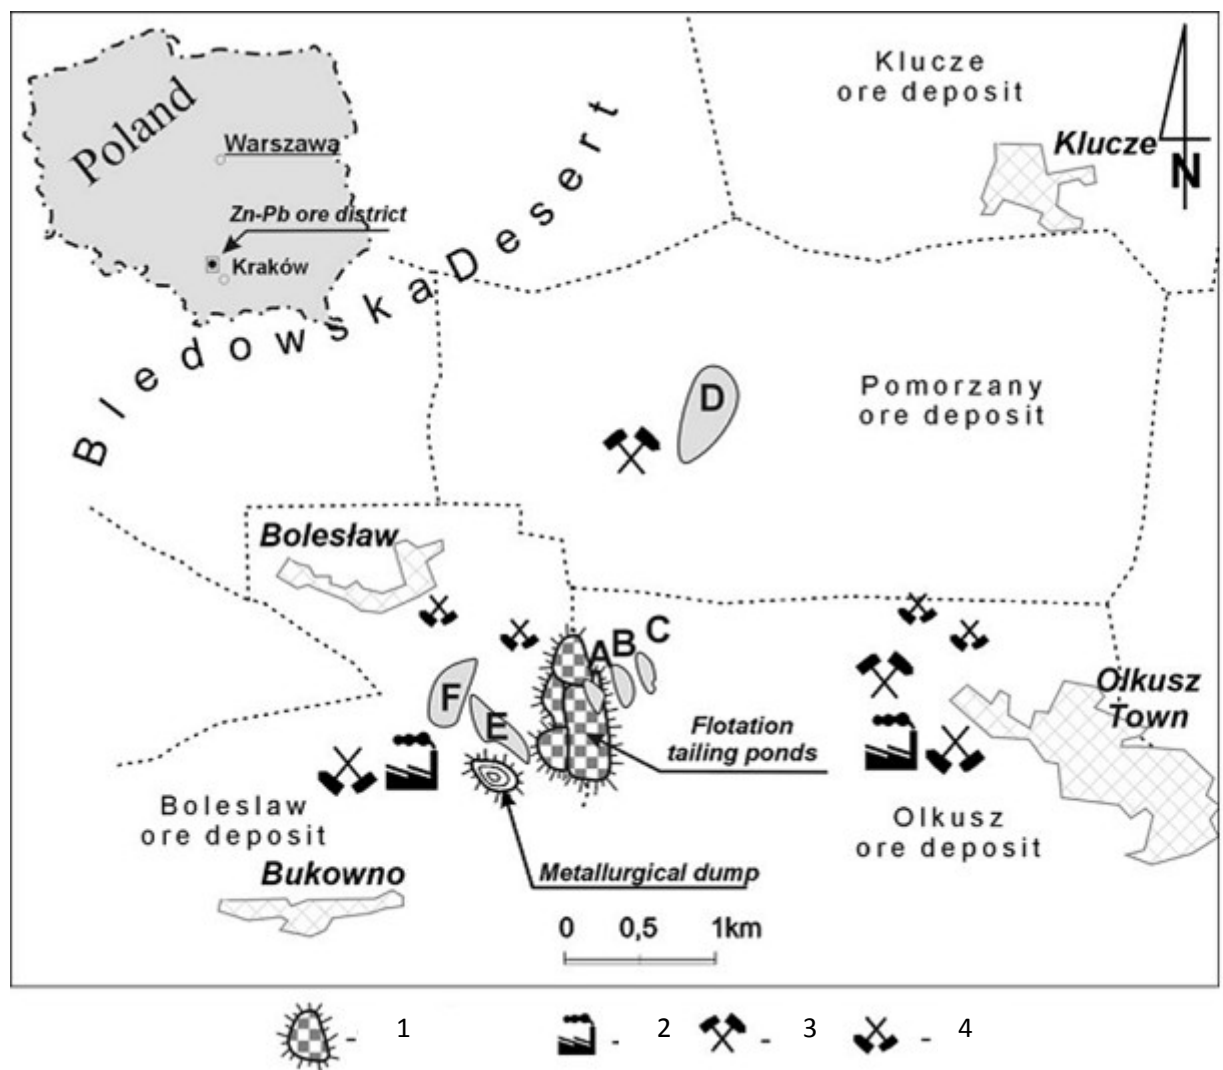 Poland
Warszawa
Zn-Pb ore district
Kraków
Bledowska Desert
Klucze
ore deposit
Klucze
N
Pomorzany
ore deposit
D
Bolesław
A
B
C
F
E
Olkusz
Town
Flotation
tailing ponds
Boleslaw
ore deposit
Olkusz
ore deposit
Bukowno
Metallurgical dump
0 0,5 1km
- 1 - 2 - 3 - 4